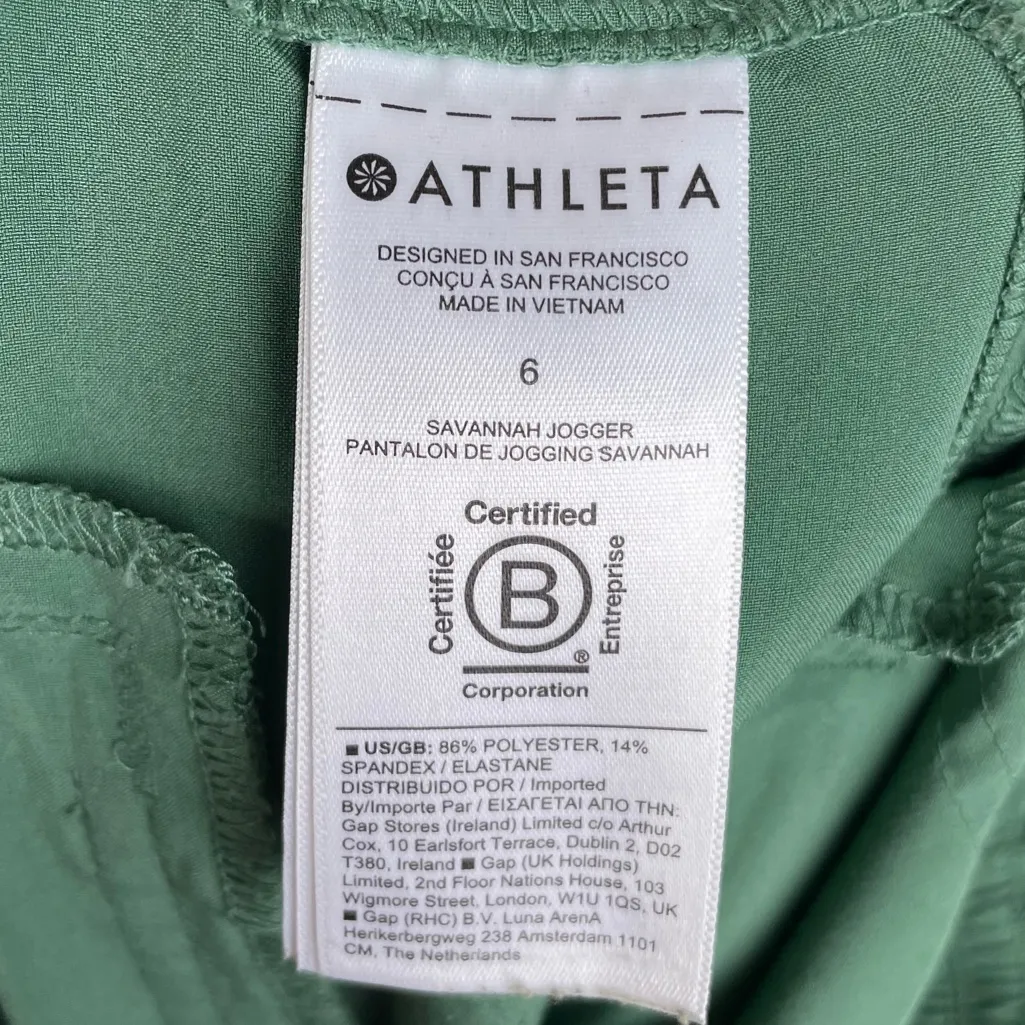 ATHLETA
DESIGNED IN SAN FRANCISCO
CONÇU À SAN FRANCISCO
MADE IN VIETNAM
6
SAVANNAH JOGGER
PANTALON DE JOGGING SAVANNAH
Certified
Certifiée
B
Entreprise
®
Corporation
■ US/GB: 86% POLYESTER, 14%
SPANDEX / ELASTANE
DISTRIBUIDO POR / Imported
By/Importe Par / ΕΙΣΑΓΕΤΑΙ ΑΠΟ ΤΗΝ:
Gap Stores (Ireland) Limited c/o Arthur
Cox, 10 Earlsfort Terrace, Dublin 2, D02
T380, Ireland ■ Gap (UK Holdings)
Limited, 2nd Floor Nations House, 103
Wigmore Street, London, W1U 1QS, UK
■ Gap (RHC) B.V. Luna ArenA
Herikerbergweg 238 Amsterdam 1101
CM, The Netherlands